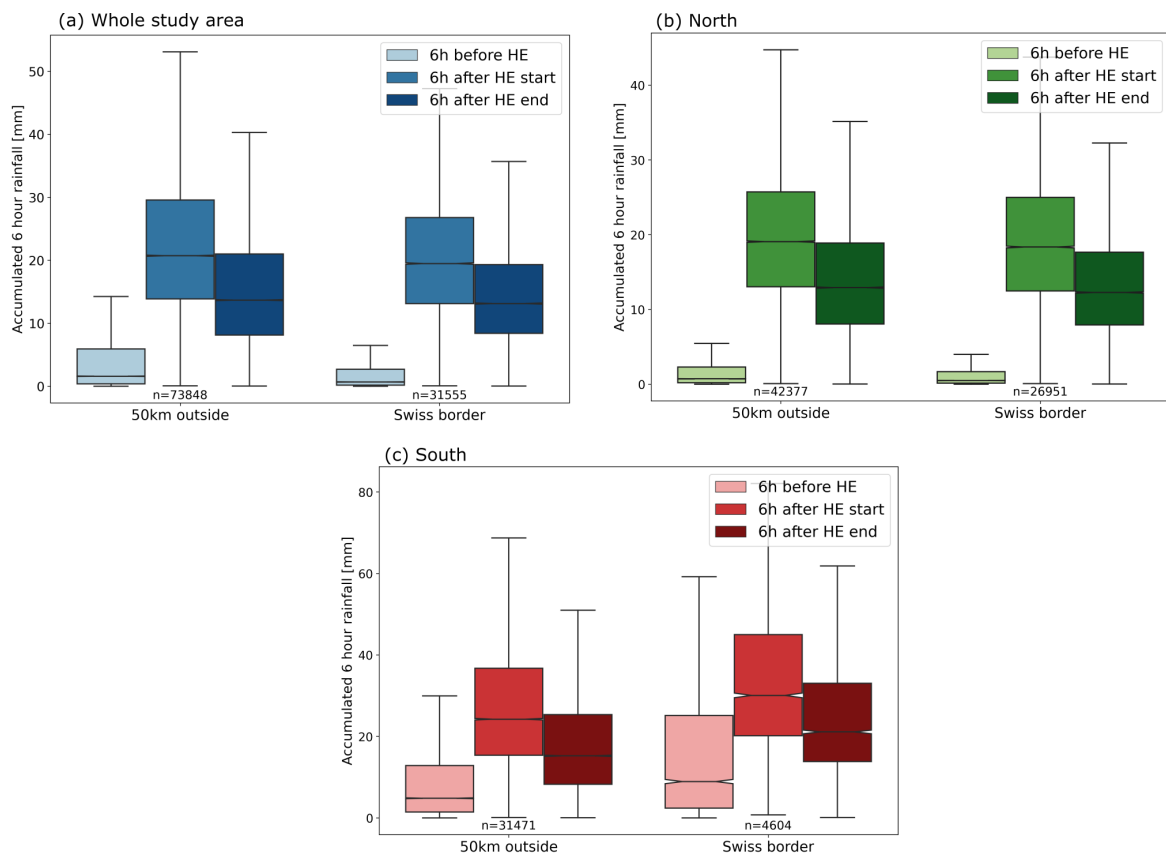 (a) Whole study area
Accumulated 6 hour rainfall [mm]
50
40
30
20
10
0
6h before HE
6h after HE start
6h after HE end
n=73848
n=31555
50km outside
Swiss border
(b) North
Accumulated 6 hour rainfall [mm]
40
30
20
10
0
6h before HE
6h after HE start
6h after HE end
n=42377
n=26951
50km outside
Swiss border
(c) South
Accumulated 6 hour rainfall [mm]
80
60
40
20
0
6h before HE
6h after HE start
6h after HE end
n=31471
n=4604
50km outside
Swiss border